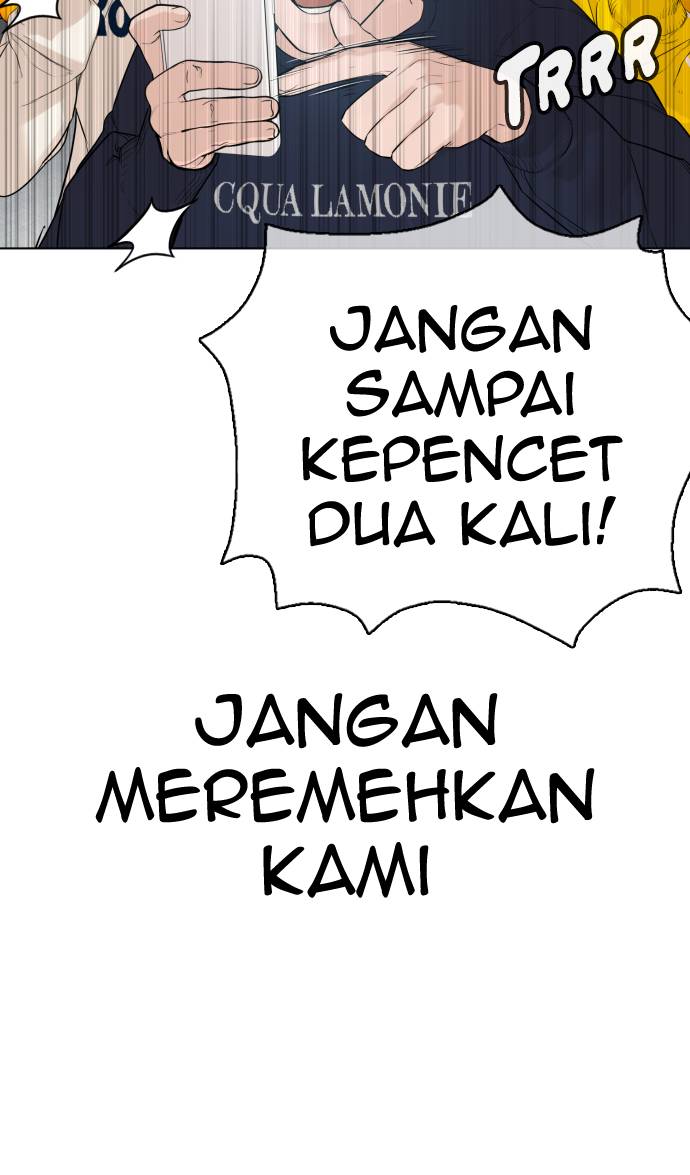 TRRR
CQUA LAMONIE
JANGAN
SAMPAI
KEPENCET
DUA KALI!
JANGAN
MEREMEHKAN
KAMI